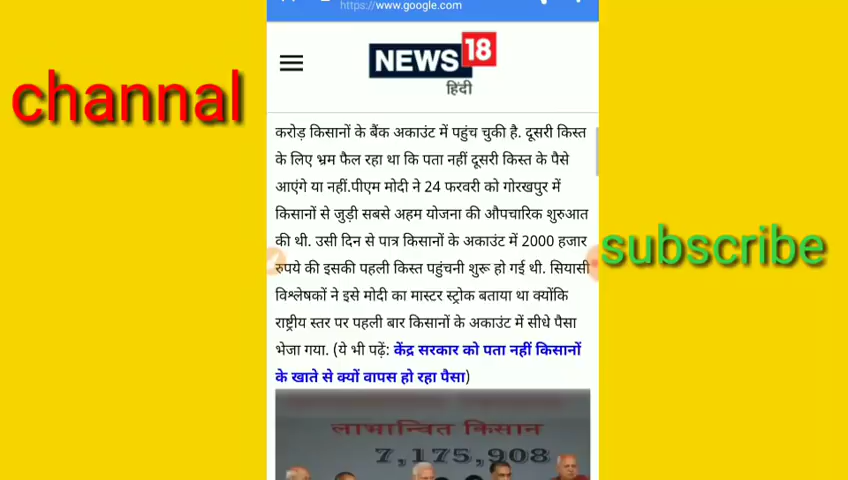 https://www.google.com
channal
NEWS 18
हिंदी
करोड़ किसानों के बैंक अकाउंट में पहुंच चुकी है. दूसरी किस्त
के लिए भ्रम फैल रहा था कि पता नहीं दूसरी किस्त के पैसे
आएंगे या नहीं.पीएम मोदी ने 24 फरवरी को गोरखपुर में
किसानों से जुड़ी सबसे अहम योजना की औपचारिक शुरुआत
की थी. उसी दिन से पात्र किसानों के अकाउंट में 2000 हजार
रुपये की इसकी पहली किस्त पहुंचनी शुरू हो गई थी. सियासी
विश्लेषकों ने इसे मोदी का मास्टर स्ट्रोक बताया था क्योंकि
राष्ट्रीय स्तर पर पहली बार किसानों के अकाउंट में सीधे पैसा
भेजा गया. (ये भी पढ़ें: केंद्र सरकार को पता नहीं किसानों
के खाते से क्यों वापस हो रहा पैसा)
subscribe
लाभान्वित किसान
7,175,908